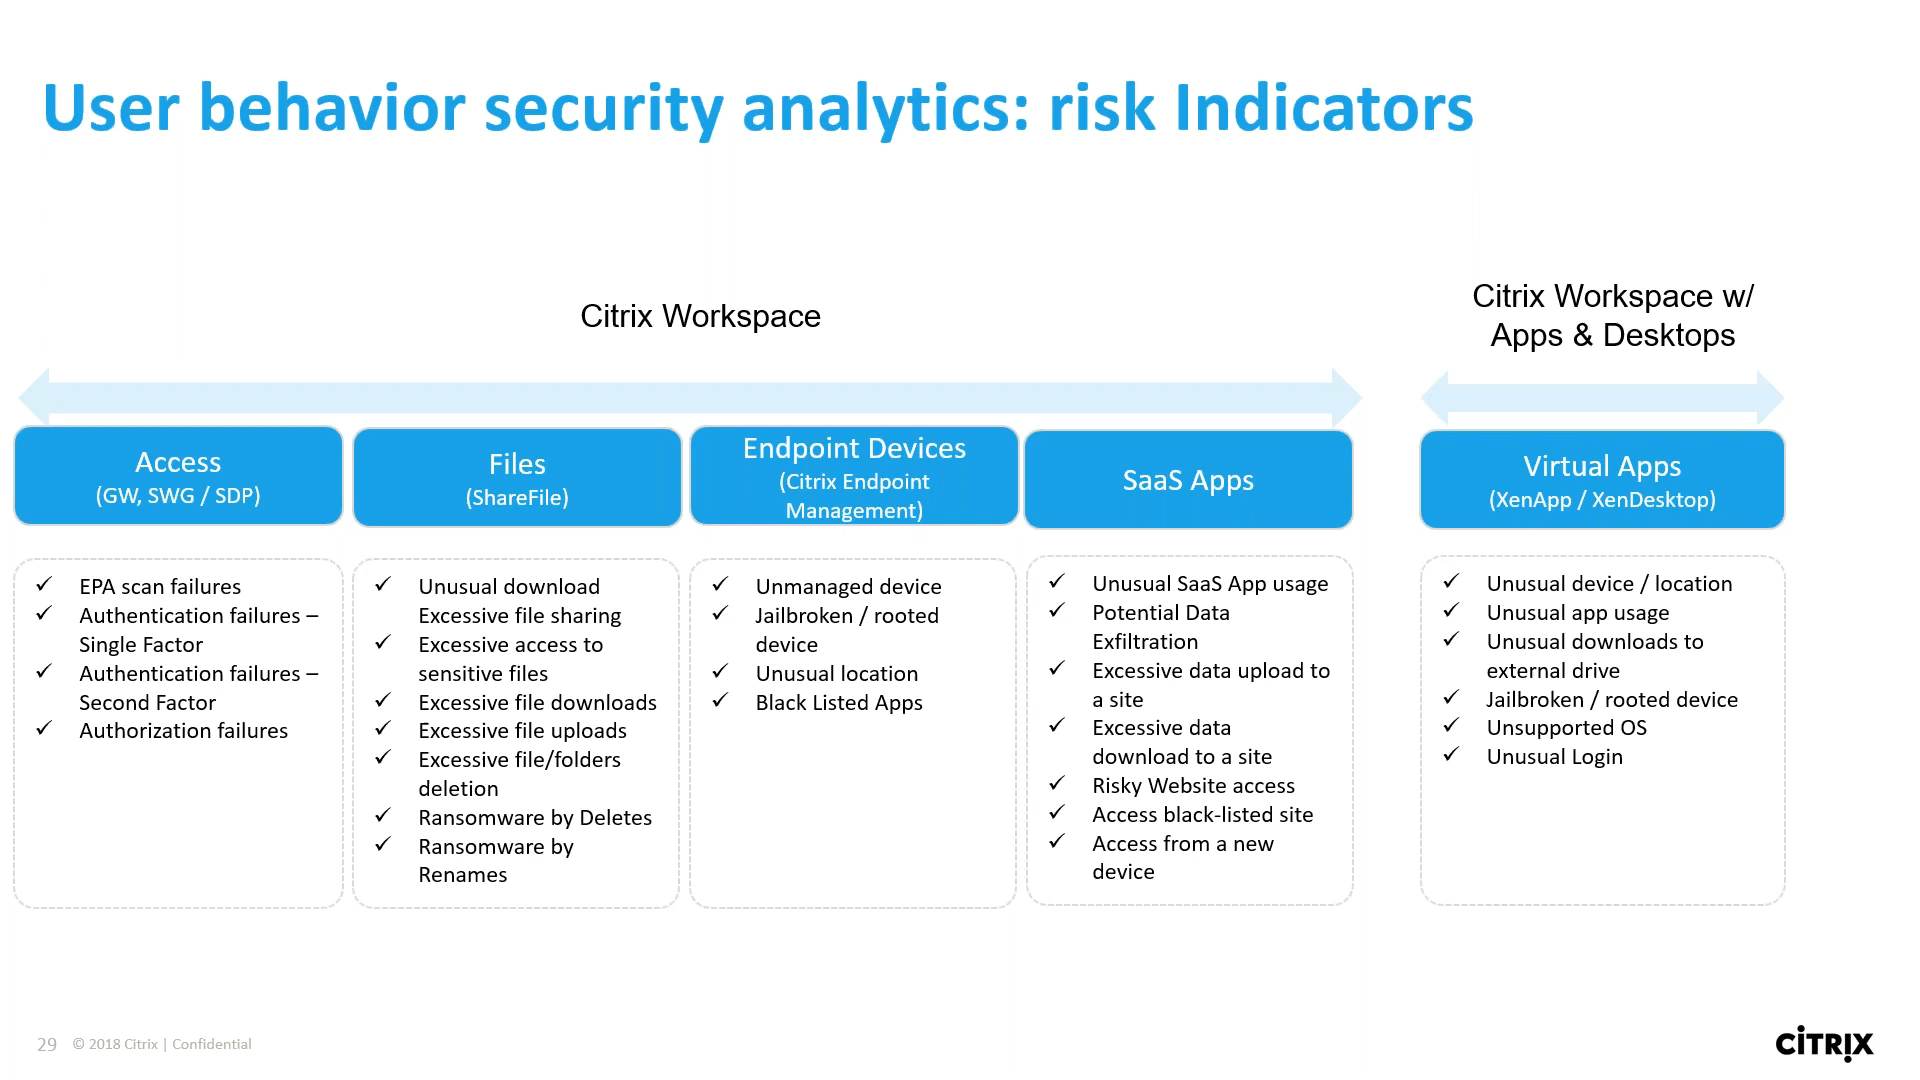 User behavior security analytics: risk Indicators
Citrix Workspace
Citrix Workspace w/
Apps & Desktops
Access
(GW, SWG / SDP)
Files
(ShareFile)
Endpoint Devices
(Citrix Endpoint
Management)
SaaS Apps
Virtual Apps
(XenApp / XenDesktop)
✓ EPA scan failures
✓ Authentication failures –
Single Factor
✓ Authentication failures –
Second Factor
✓ Authorization failures
✓ Unusual download
Excessive file sharing
✓ Excessive access to
sensitive files
✓ Excessive file downloads
✓ Excessive file uploads
✓ Excessive file/folders
deletion
✓ Ransomware by Deletes
✓ Ransomware by
Renames
✓ Unmanaged device
✓ Jailbroken / rooted
device
✓ Unusual location
✓ Black Listed Apps
✓ Unusual SaaS App usage
✓ Potential Data
Exfiltration
✓ Excessive data upload to
a site
✓ Excessive data
download to a site
✓ Risky Website access
✓ Access black-listed site
✓ Access from a new
device
✓ Unusual device / location
✓ Unusual app usage
✓ Unusual downloads to
external drive
✓ Jailbroken / rooted device
✓ Unsupported OS
✓ Unusual Login
29 © 2018 Citrix | Confidential
CİTRIX